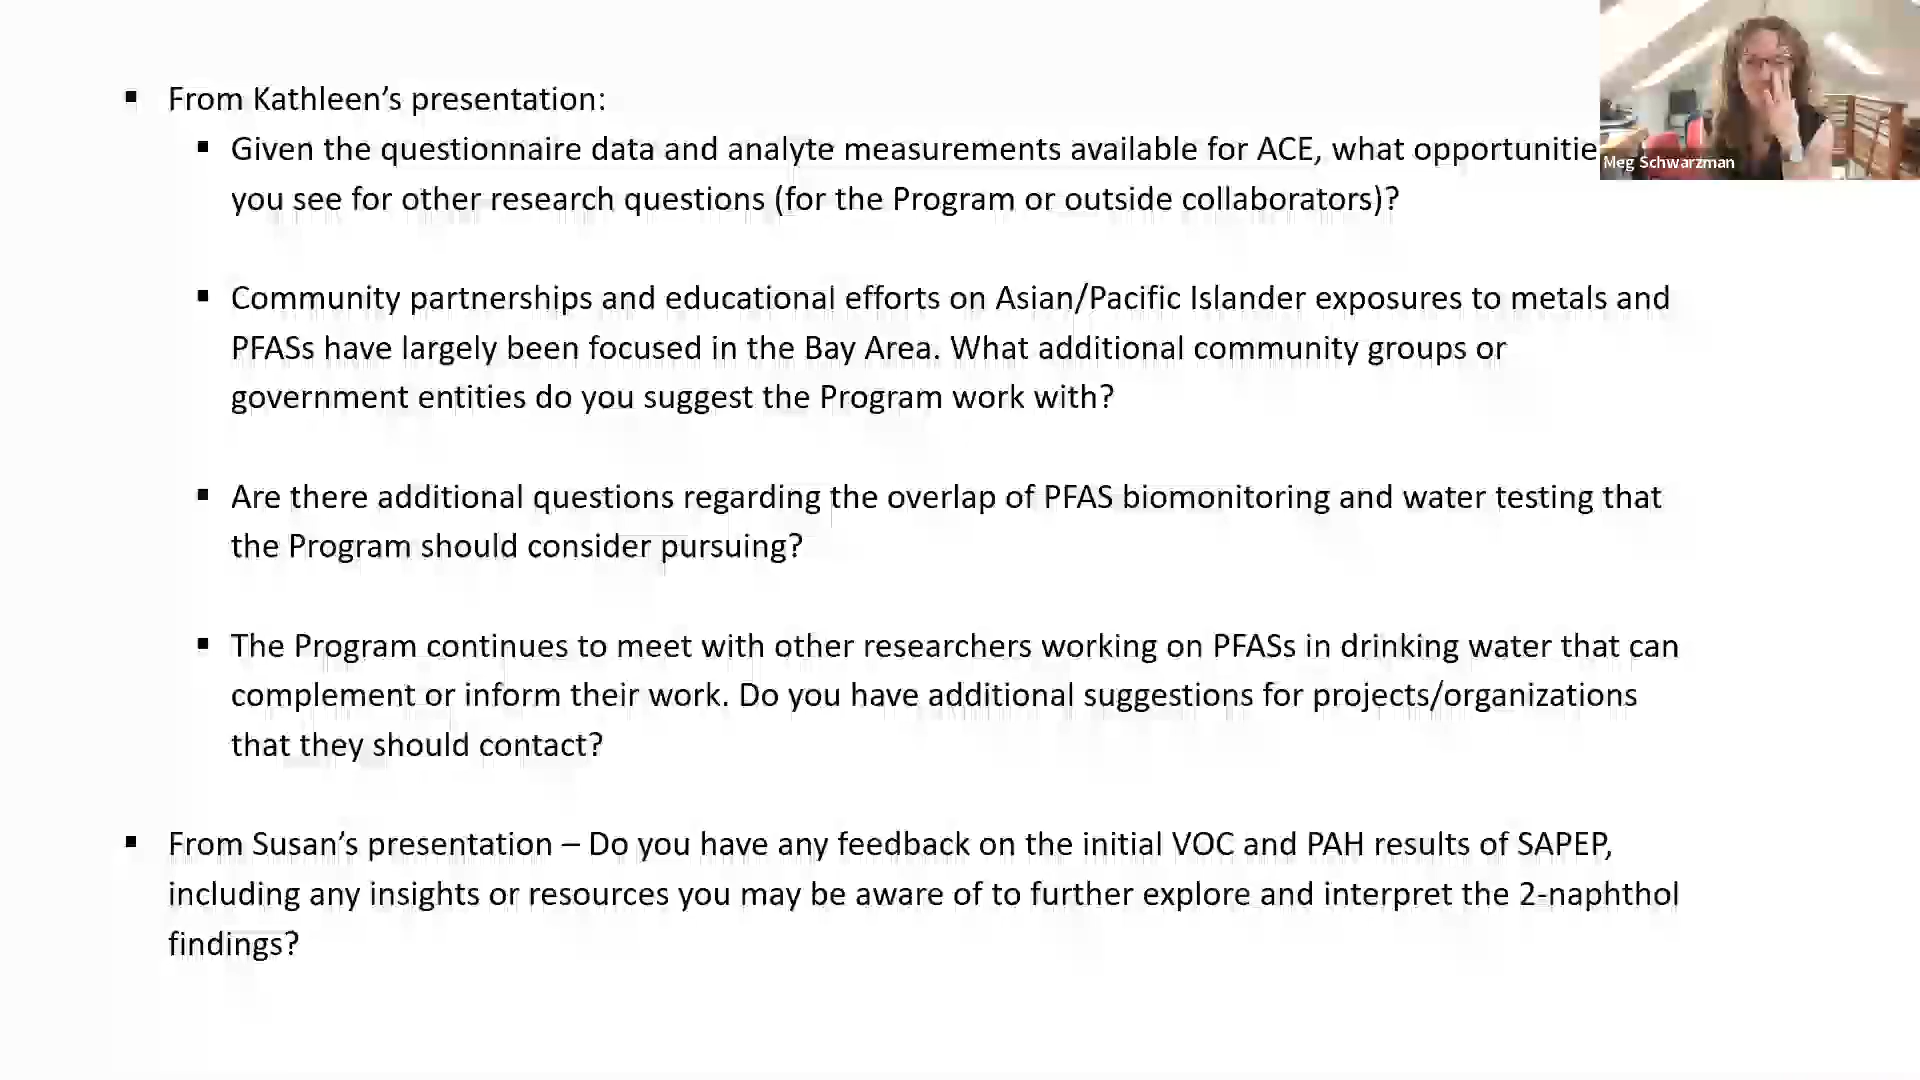 ▪ From Kathleen’s presentation:
▪ Given the questionnaire data and analyte measurements available for ACE, what
you see for other research questions (for the Program or outside collaborators)?
▪ Community partnerships and educational efforts on Asian/Pacific Islander exposures to metals and
PFASs have largely been focused in the Bay Area. What additional community groups or
government entities do you suggest the Program work with?
▪ Are there additional questions regarding the overlap of PFAS biomonitoring and water testing that
the Program should consider pursuing?
▪ The Program continues to meet with other researchers working on PFASs in drinking water that can
complement or inform their work. Do you have additional suggestions for projects/organizations
that they should contact?
▪ From Susan’s presentation – Do you have any feedback on the initial VOC and PAH results of SAPEP,
including any insights or resources you may be aware of to further explore and interpret the 2-naphthol
findings?
Meg Schwarzman